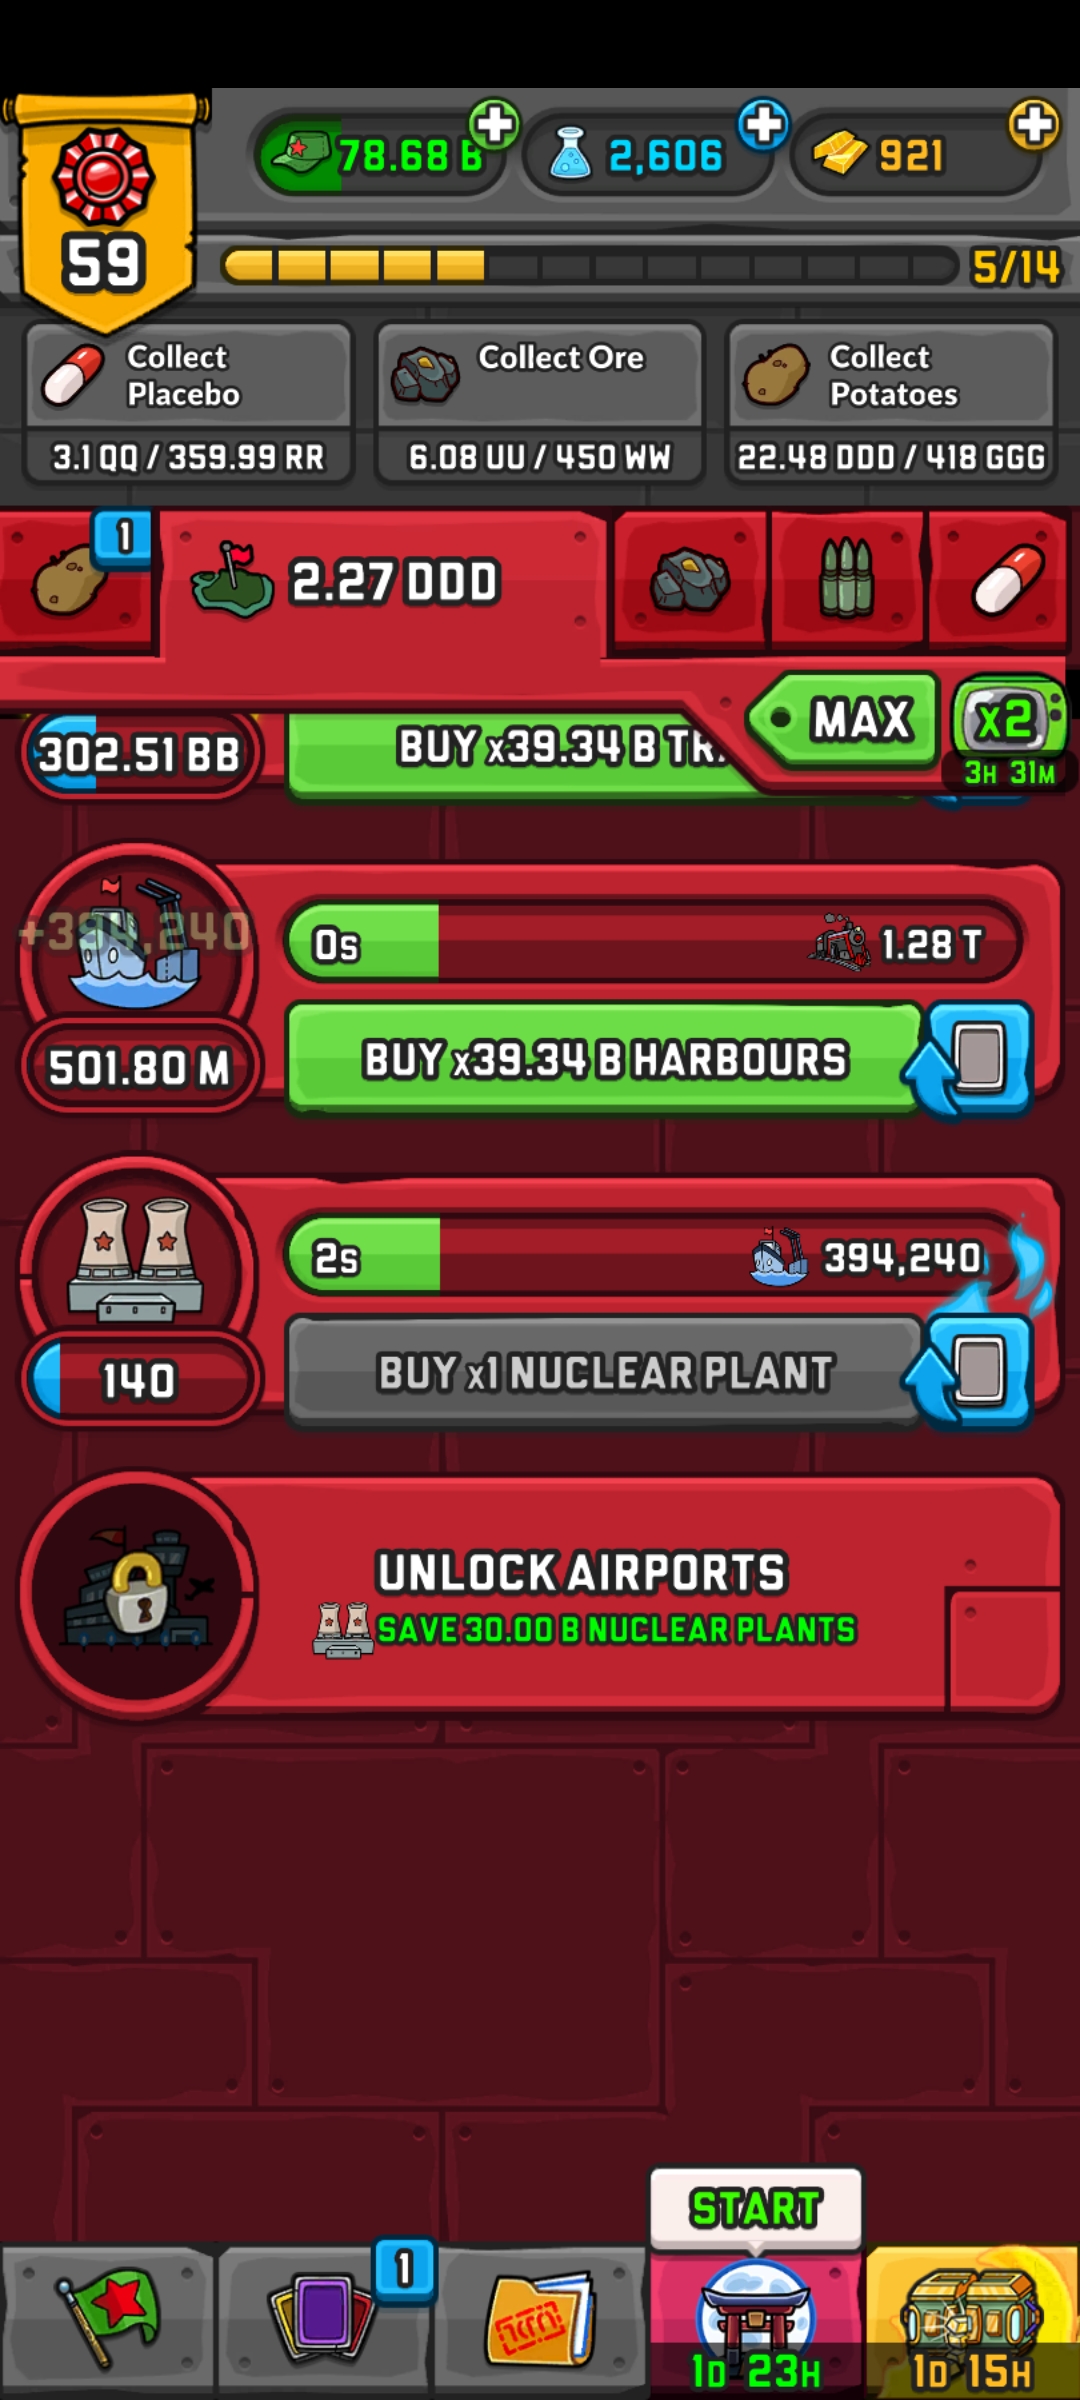 78.68 B
2,606
921
59
5/14
Collect
Placebo
3.1 QQ / 359.99 RR
Collect Ore
6.08 UU / 450 WW
Collect
Potatoes
22.48 DDD / 418 GGG
1
2.27 DDD
MAX
x2
3H 31M
302.51 BB
BUY x39.34 B
+394,240
0s
1.28 T
501.80 M
BUY x39.34 B HARBOURS
2s
394,240
140
BUY x1 NUCLEAR PLANT
UNLOCK AIRPORTS
SAVE 30.00 B NUCLEAR PLANTS
START
1
1D 23H
1D 15H